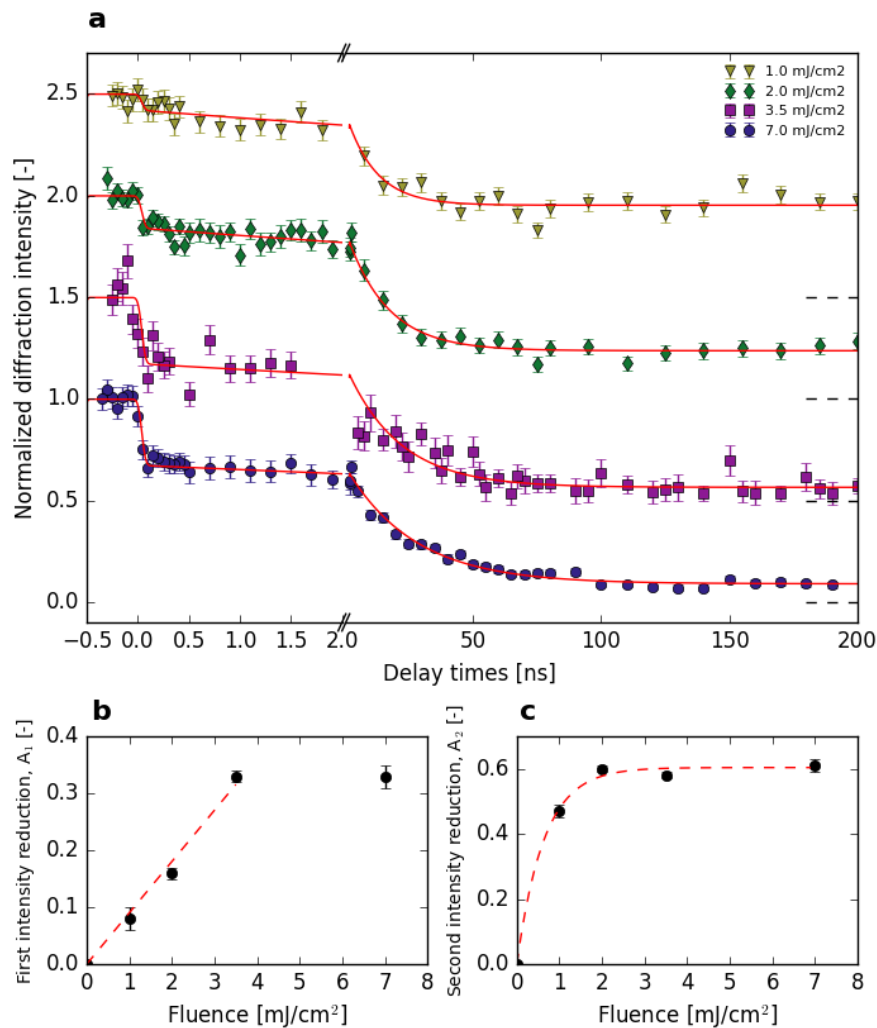 a
Normalized diffraction intensity [-]
2.5
2.0
1.5
1.0
0.5
0.0
1.0 mJ/cm2
2.0 mJ/cm2
3.5 mJ/cm2
7.0 mJ/cm2
−0.5 0.0 0.5 1.0 1.5 2.0 50 100 150 200
Delay times [ns]
b
First intensity reduction, A₁ [-]
0.4
0.3
0.2
0.1
0.0
0 1 2 3 4 5 6 7 8
Fluence [mJ/cm²]
c
Second intensity reduction, A₂ [-]
0.6
0.4
0.2
0.0
0 1 2 3 4 5 6 7 8
Fluence [mJ/cm²]